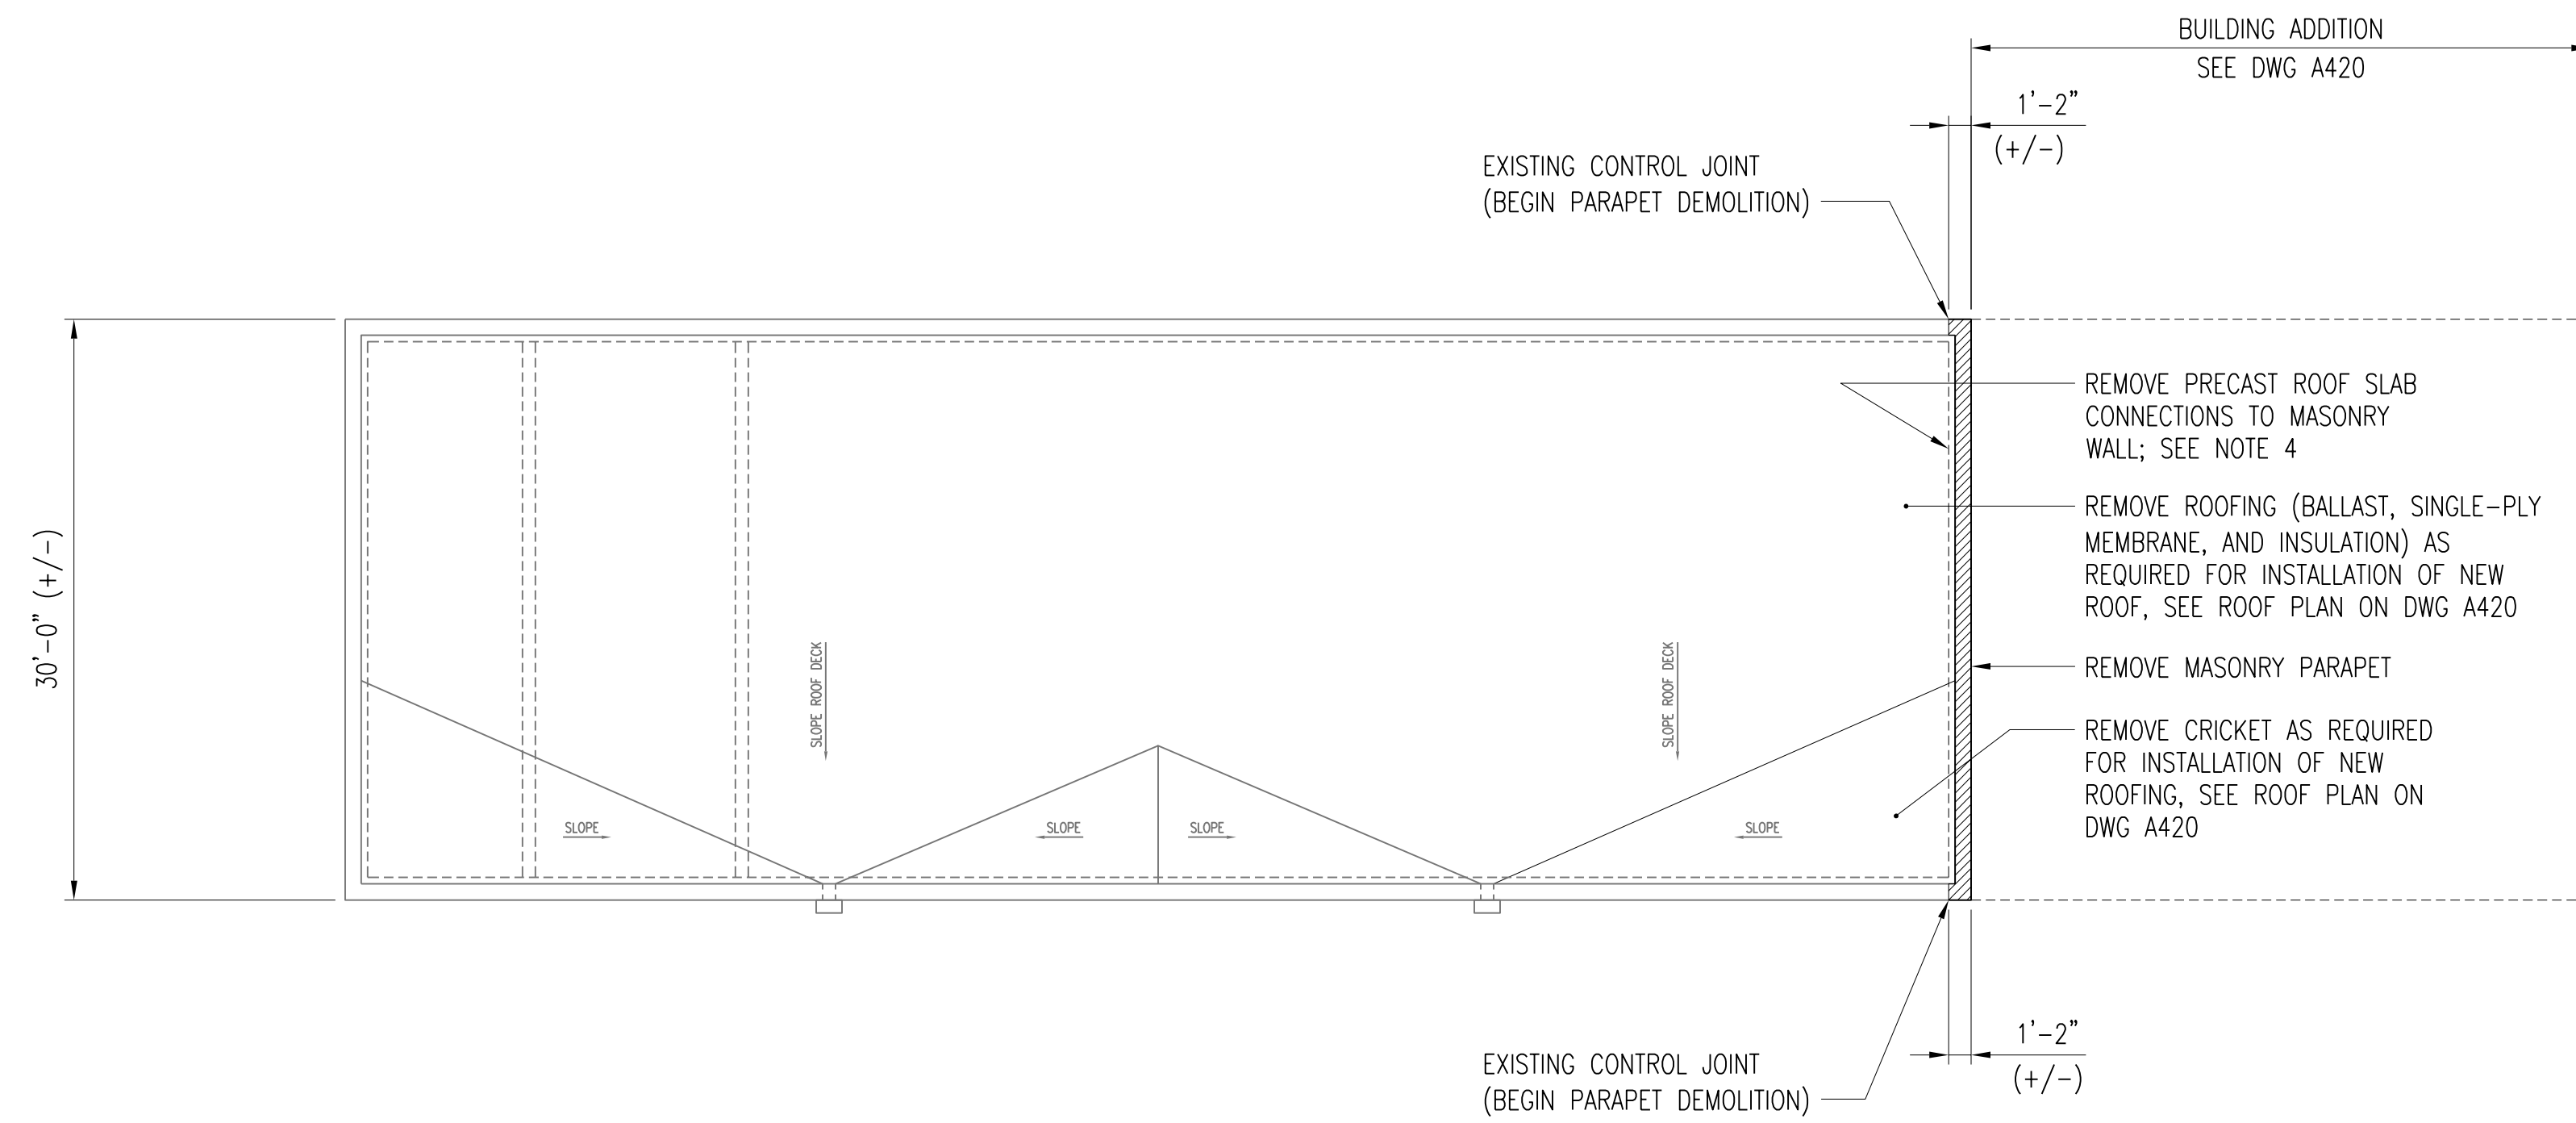 BUILDING ADDITION
SEE DWG A420
1'-2"
(+/-)
EXISTING CONTROL JOINT
(BEGIN PARAPET DEMOLITION)
30'-0" (+/-)
REMOVE PRECAST ROOF SLAB
CONNECTIONS TO MASONRY
WALL; SEE NOTE 4
REMOVE ROOFING (BALLAST, SINGLE-PLY
MEMBRANE, AND INSULATION) AS
REQUIRED FOR INSTALLATION OF NEW
ROOF, SEE ROOF PLAN ON DWG A420
SLOPE ROOF DECK
SLOPE ROOF DECK
REMOVE MASONRY PARAPET
REMOVE CRICKET AS REQUIRED
FOR INSTALLATION OF NEW
ROOFING, SEE ROOF PLAN ON
DWG A420
SLOPE
SLOPE
SLOPE
SLOPE
1'-2"
(+/-)
EXISTING CONTROL JOINT
(BEGIN PARAPET DEMOLITION)